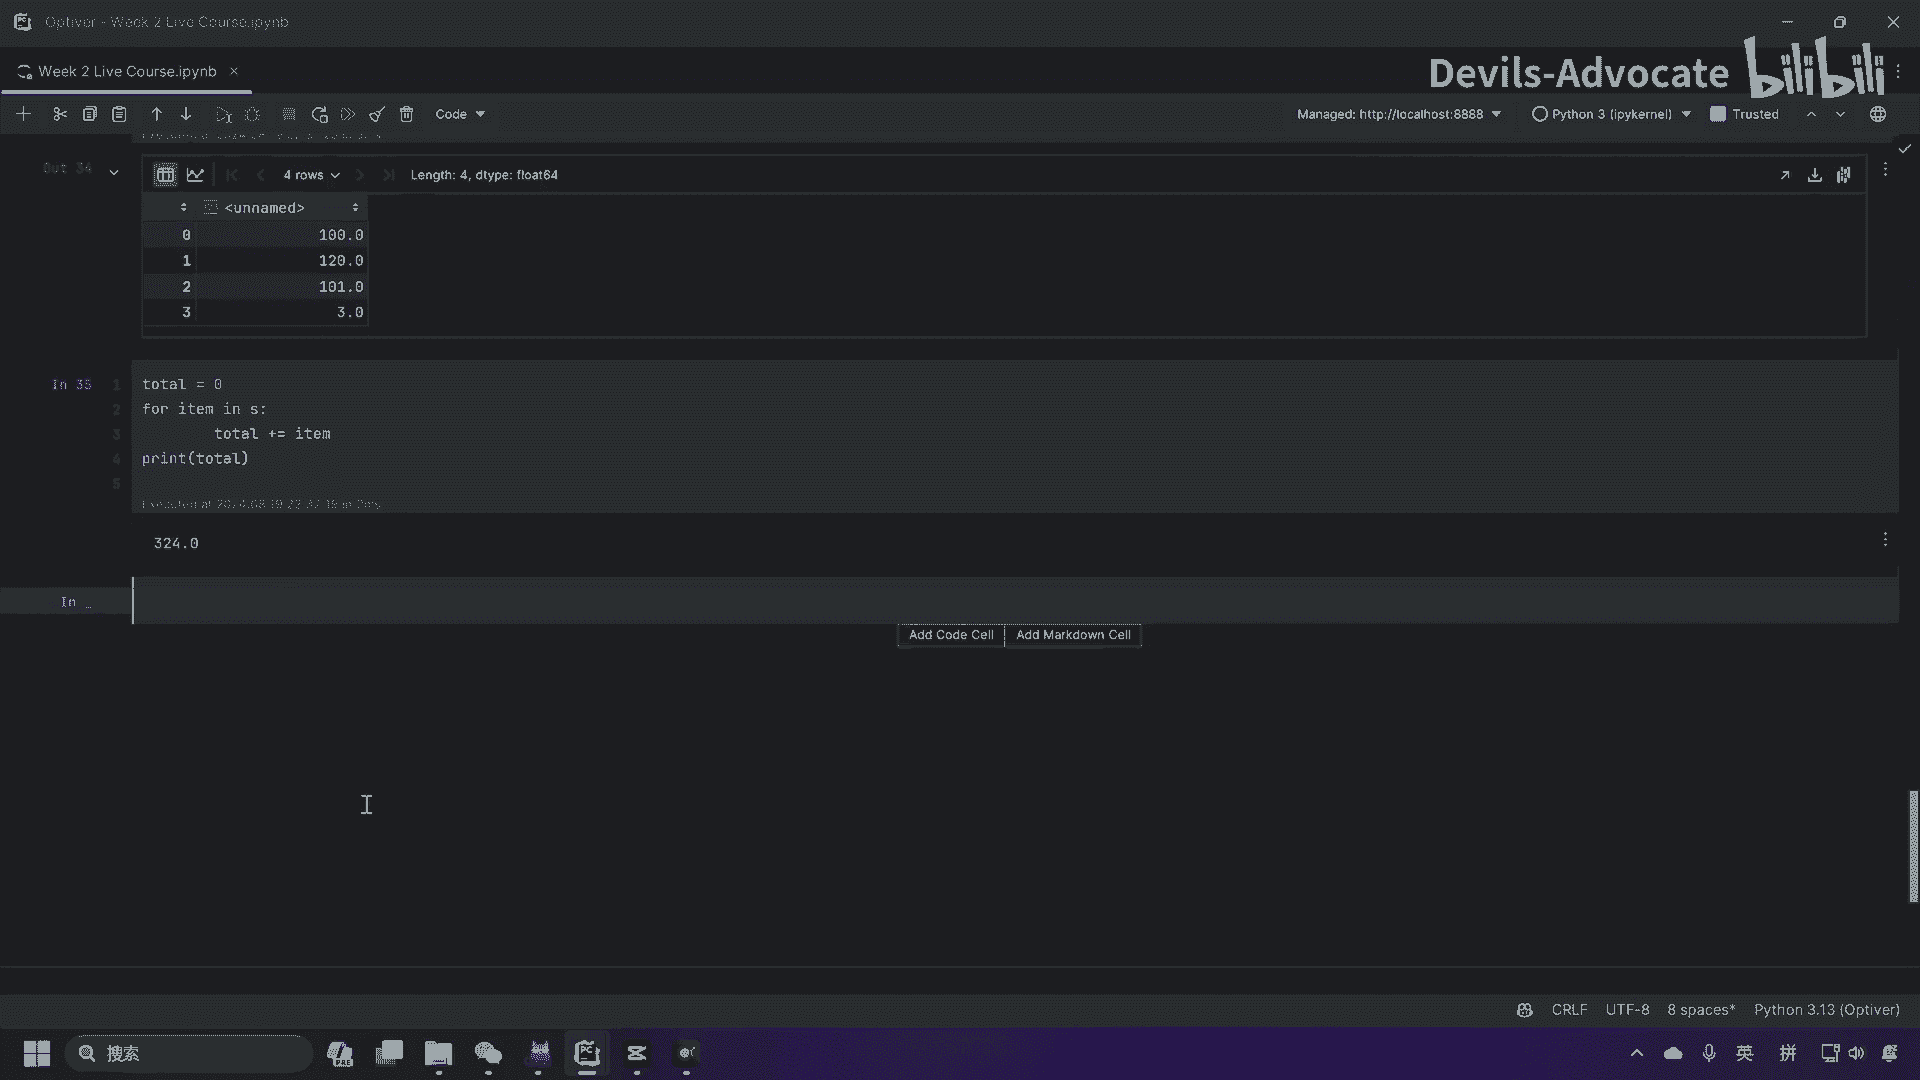 Optiver - Week 2 Live Course.ipynb
Week 2 Live Course.ipynb
Devils-Advocate bilibili
Code
Managed: http://localhost:8888
Python 3 (ipykernel)
Trusted
Out 34
4 rows
Length: 4, dtype: float64
<unnamed>
0 100.0
1 120.0
2 101.0
3 3.0
In 35
1 total = 0
2 for item in s:
3 total += item
4 print(total)
5
324.0
In _
Add Code Cell Add Markdown Cell
CRLF UTF-8 8 spaces* Python 3.13 (Optiver)
搜索
英 拼